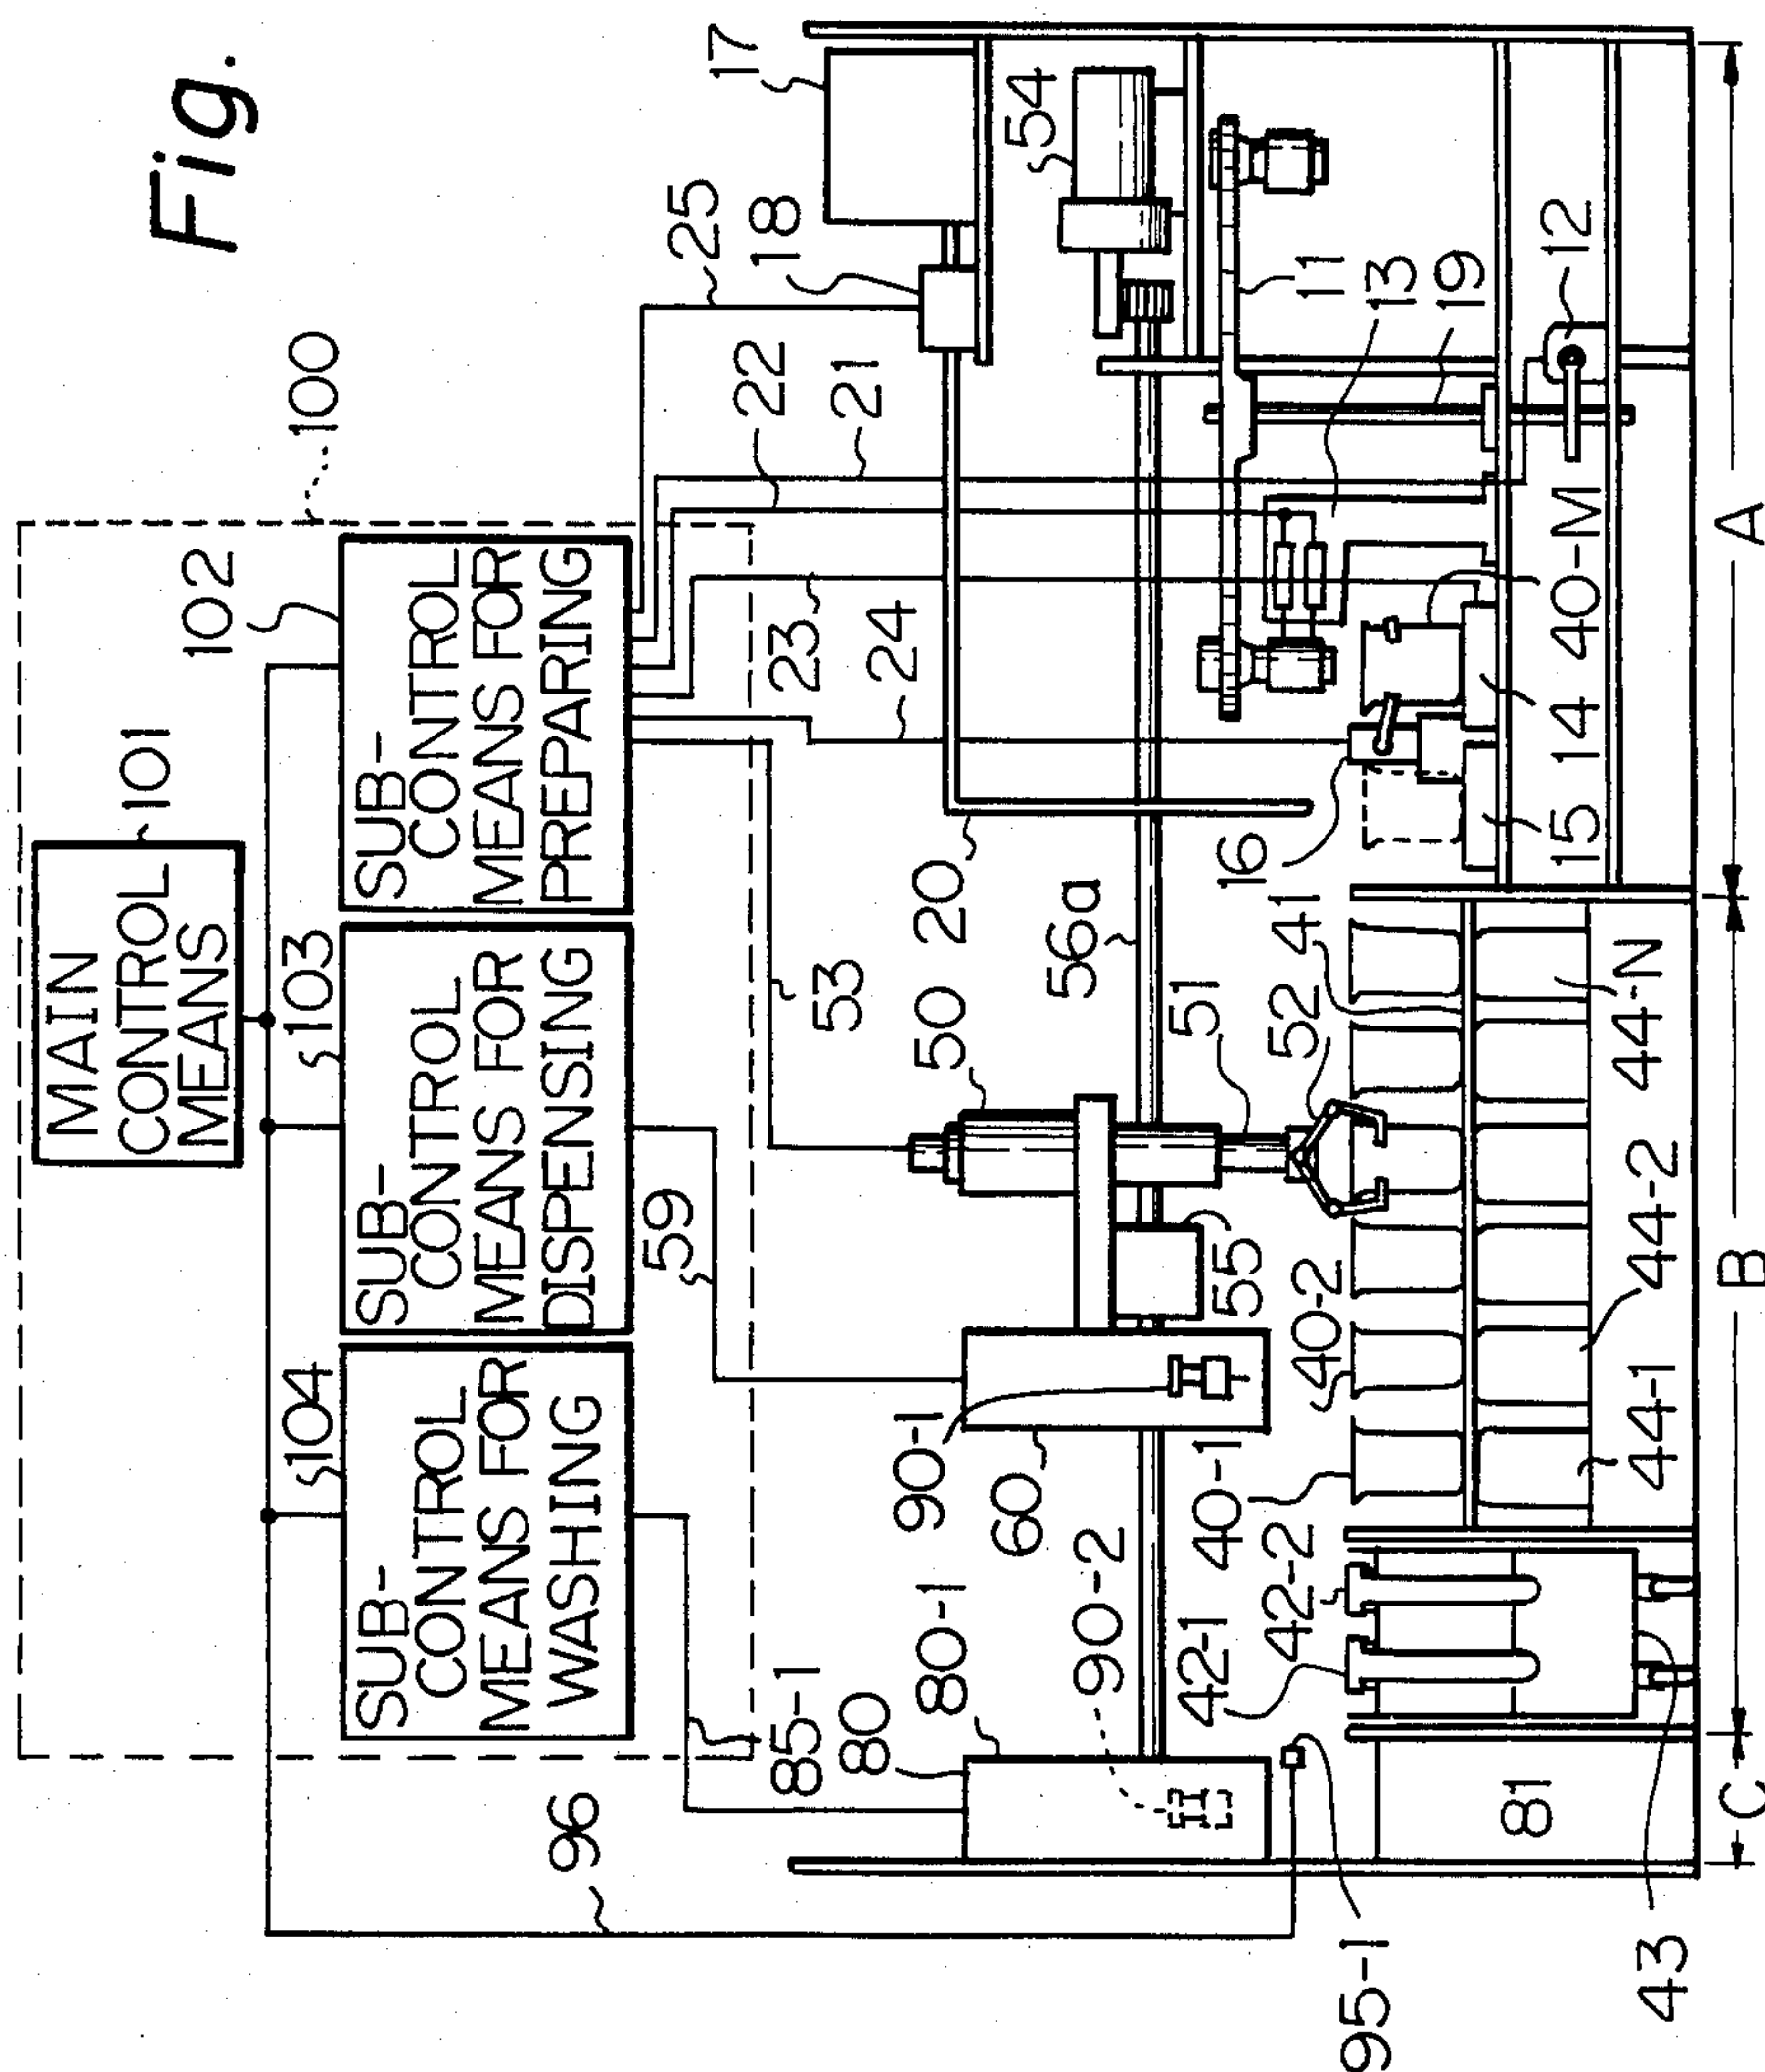 Fig.
100
MAIN
CONTROL
MEANS
101
104
SUB-
CONTROL
MEANS FOR
WASHING
103
SUB-
CONTROL
MEANS FOR
DISPENSING
102
SUB-
CONTROL
MEANS FOR
PREPARING
96
85-1
59
53
24
23
22
21
25
18
17
80
80-1
90-2
60
90-1
55
50
51
56a
20
54
11
13
19
12
95-1
42-1
42-2
40-1
40-2
52
41
16
81
43
44-1
44-2
44-N
15
14
40-M
C
B
A